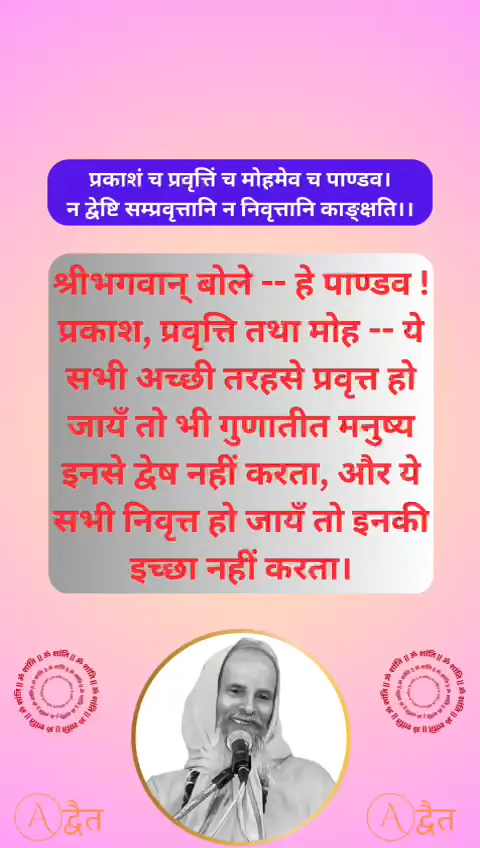 प्रकाशं च प्रवृत्तिं च मोहमेव च पाण्डव।
न द्वेष्टि सम्प्रवृत्तानि न निवृत्तानि काङ्क्षति।।
श्रीभगवान् बोले -- हे पाण्डव !
प्रकाश, प्रवृत्ति तथा मोह -- ये
सभी अच्छी तरहसे प्रवृत्त हो
जायँ तो भी गुणातीत मनुष्य
इनसे द्वेष नहीं करता, और ये
सभी निवृत्त हो जायँ तो इनकी
इच्छा नहीं करता।
ॐ शांति || ॐ शांति || ॐ शांति || ॐ शांति ||
ॐ शांति || ॐ शांति || ॐ शांति || ॐ शांति ||
A द्वैत
A द्वैत